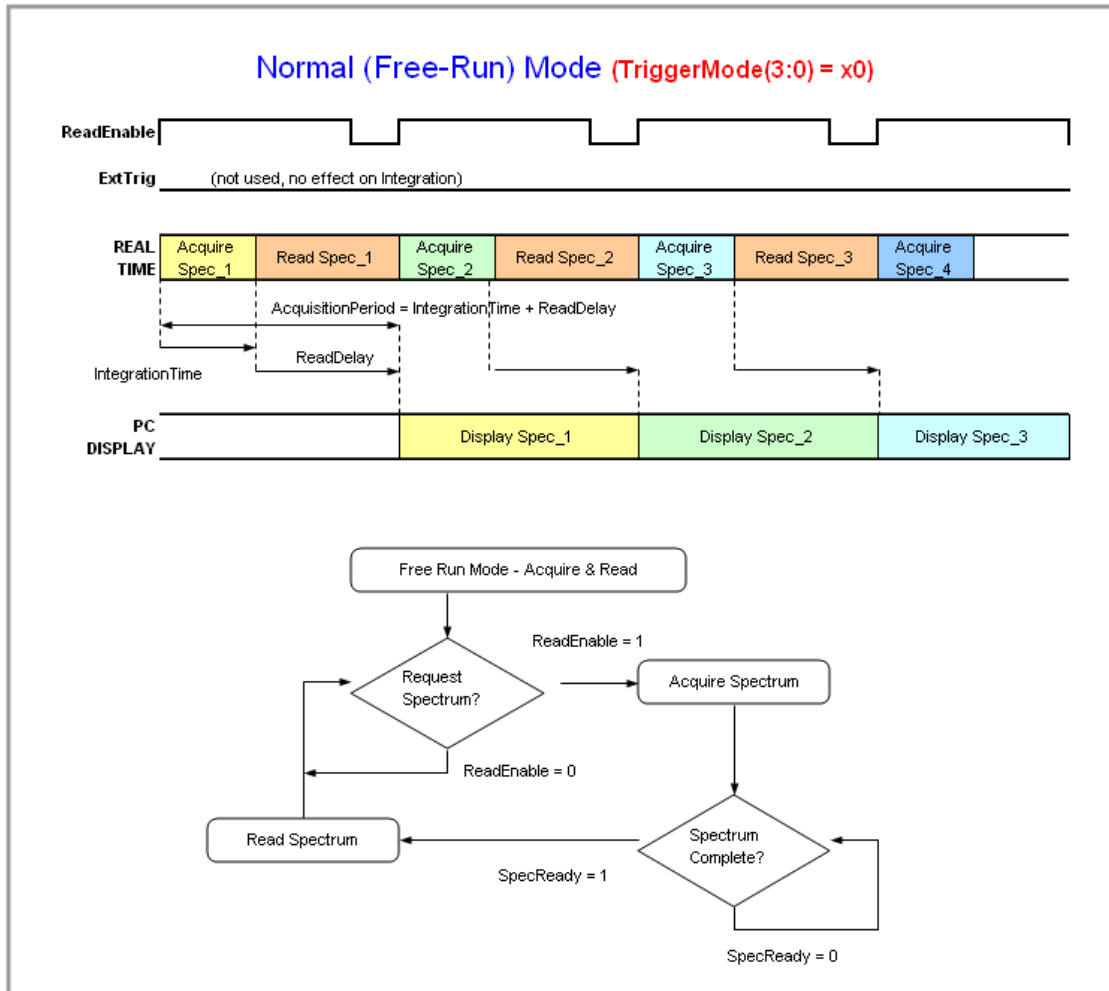 Normal (Free-Run) Mode (TriggerMode(3:0) = x0)
ReadEnable
ExtTrig
(not used, no effect on Integration)
REAL
TIME
Acquire
Spec_1
Read Spec_1
Acquire
Spec_2
Read Spec_2
Acquire
Spec_3
Read Spec_3
Acquire
Spec_4
AcquisitionPeriod = IntegrationTime + ReadDelay
IntegrationTime
ReadDelay
PC
DISPLAY
Display Spec_1
Display Spec_2
Display Spec_3
Free Run Mode - Acquire & Read
Request
Spectrum?
ReadEnable = 1
Acquire Spectrum
ReadEnable = 0
Read Spectrum
Spectrum
Complete?
SpecReady = 1
SpecReady = 0